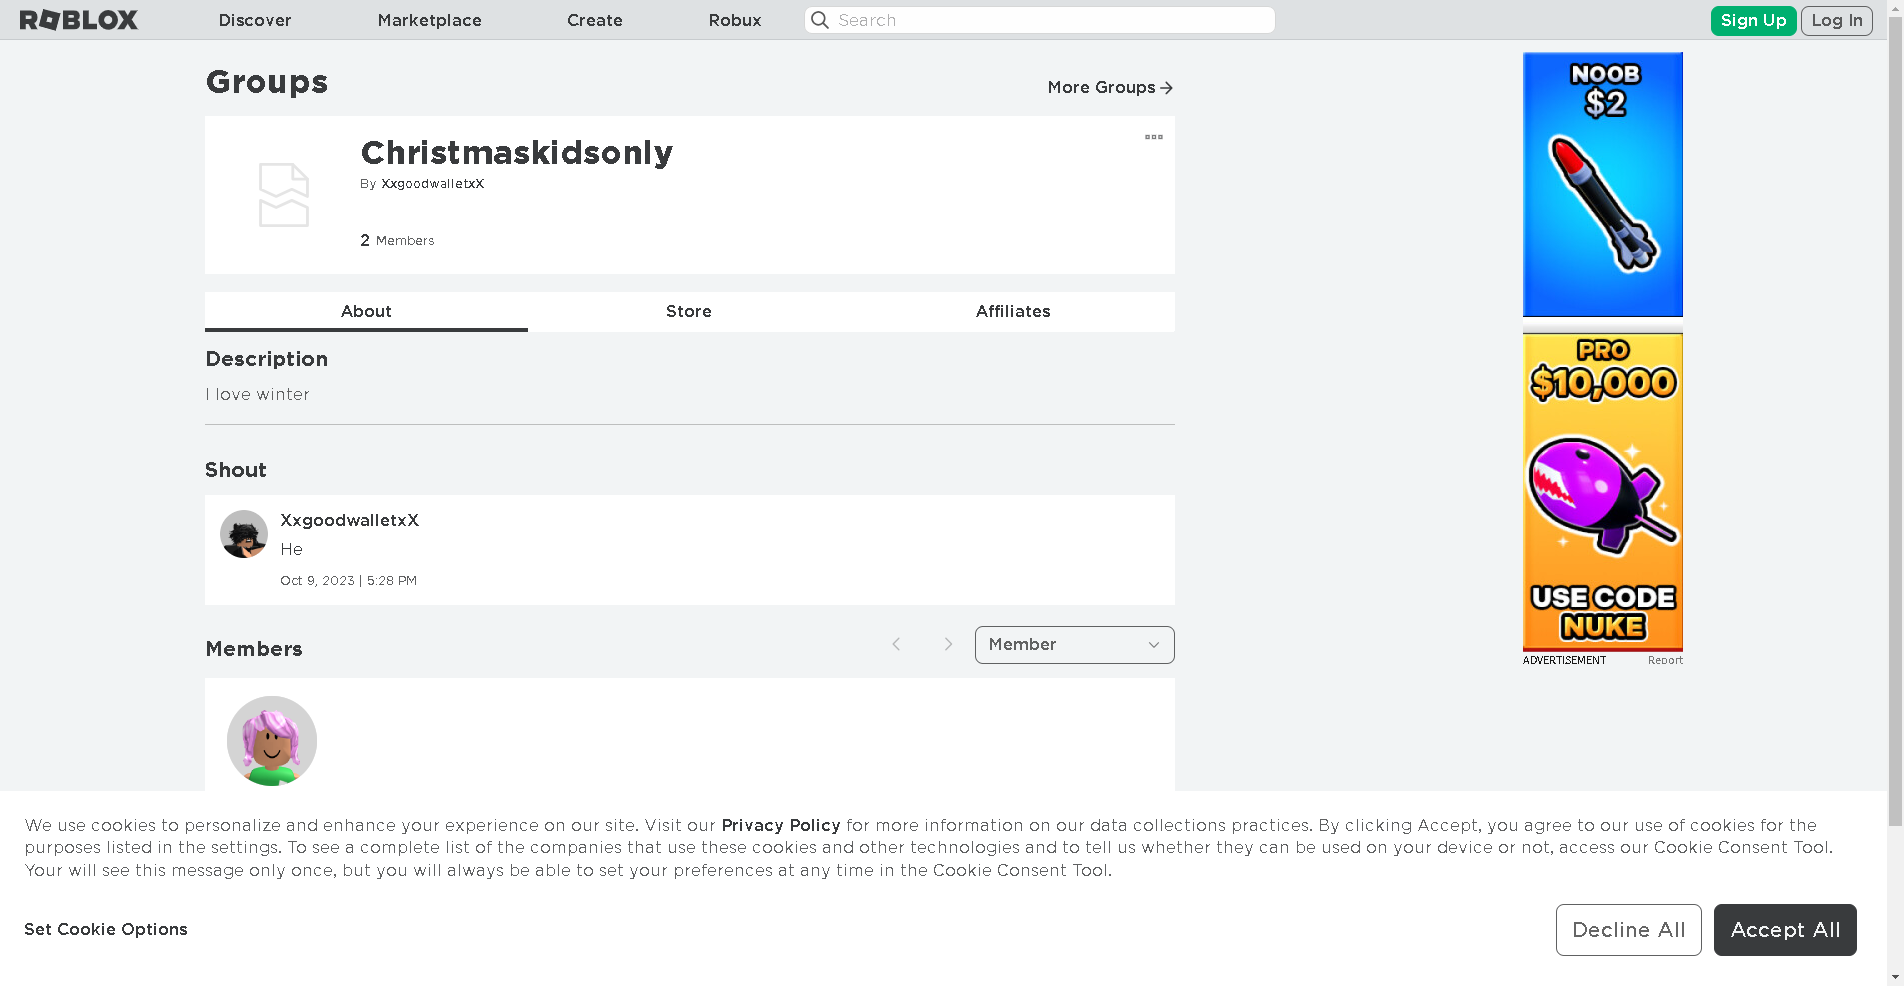 ROBLOX
Discover
Marketplace
Create
Robux
Search
Sign Up
Log In
Groups
More Groups
Christmaskidsonly
By XxgoodwalletxX
2 Members
About
Store
Affiliates
Description
I love winter
Shout
XxgoodwalletxX
He
Oct 9, 2023 | 5:28 PM
Members
Member
NOOB
$2
PRO
$10,000
USE CODE
NUKE
ADVERTISEMENT
Report
We use cookies to personalize and enhance your experience on our site. Visit our Privacy Policy for more information on our data collections practices. By clicking Accept, you agree to our use of cookies for the
purposes listed in the settings. To see a complete list of the companies that use these cookies and other technologies and to tell us whether they can be used on your device or not, access our Cookie Consent Tool.
Your will see this message only once, but you will always be able to set your preferences at any time in the Cookie Consent Tool.
Set Cookie Options
Decline All
Accept All